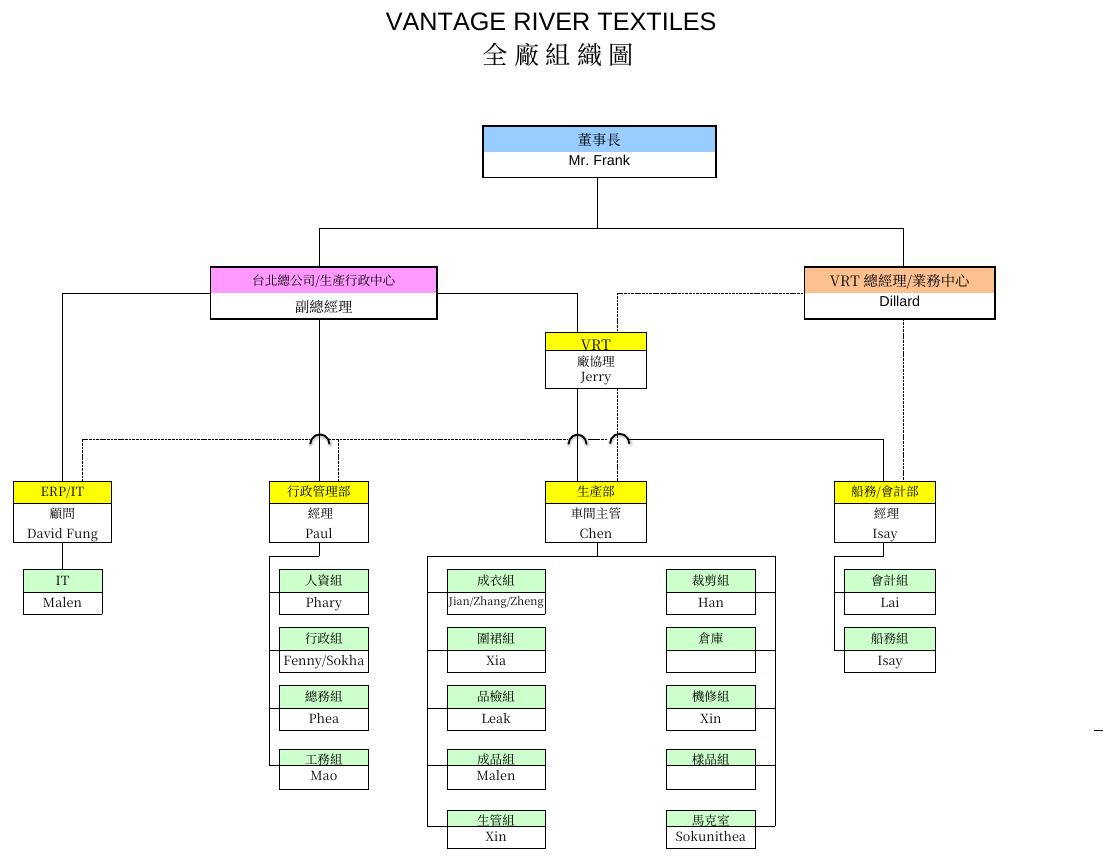 VANTAGE RIVER TEXTILES
全廠組織圖
董事長
Mr. Frank
台北總公司/生產行政中心
副總經理
VRT 總經理/業務中心
Dillard
VRT
廠協理
Jerry
ERP/IT
顧問
David Fung
IT
Malen
行政管理部
經理
Paul
人資組
Phary
行政組
Fenny/Sokha
總務組
Phea
工務組
Mao
生產部
車間主管
Chen
成衣組
Jian/Zhang/Zheng
圍裙組
Xia
品檢組
Leak
成品組
Malen
生管組
Xin
裁剪組
Han
倉庫
機修組
Xin
樣品組
馬克室
Sokunithea
船務/會計部
經理
Isay
會計組
Lai
船務組
Isay